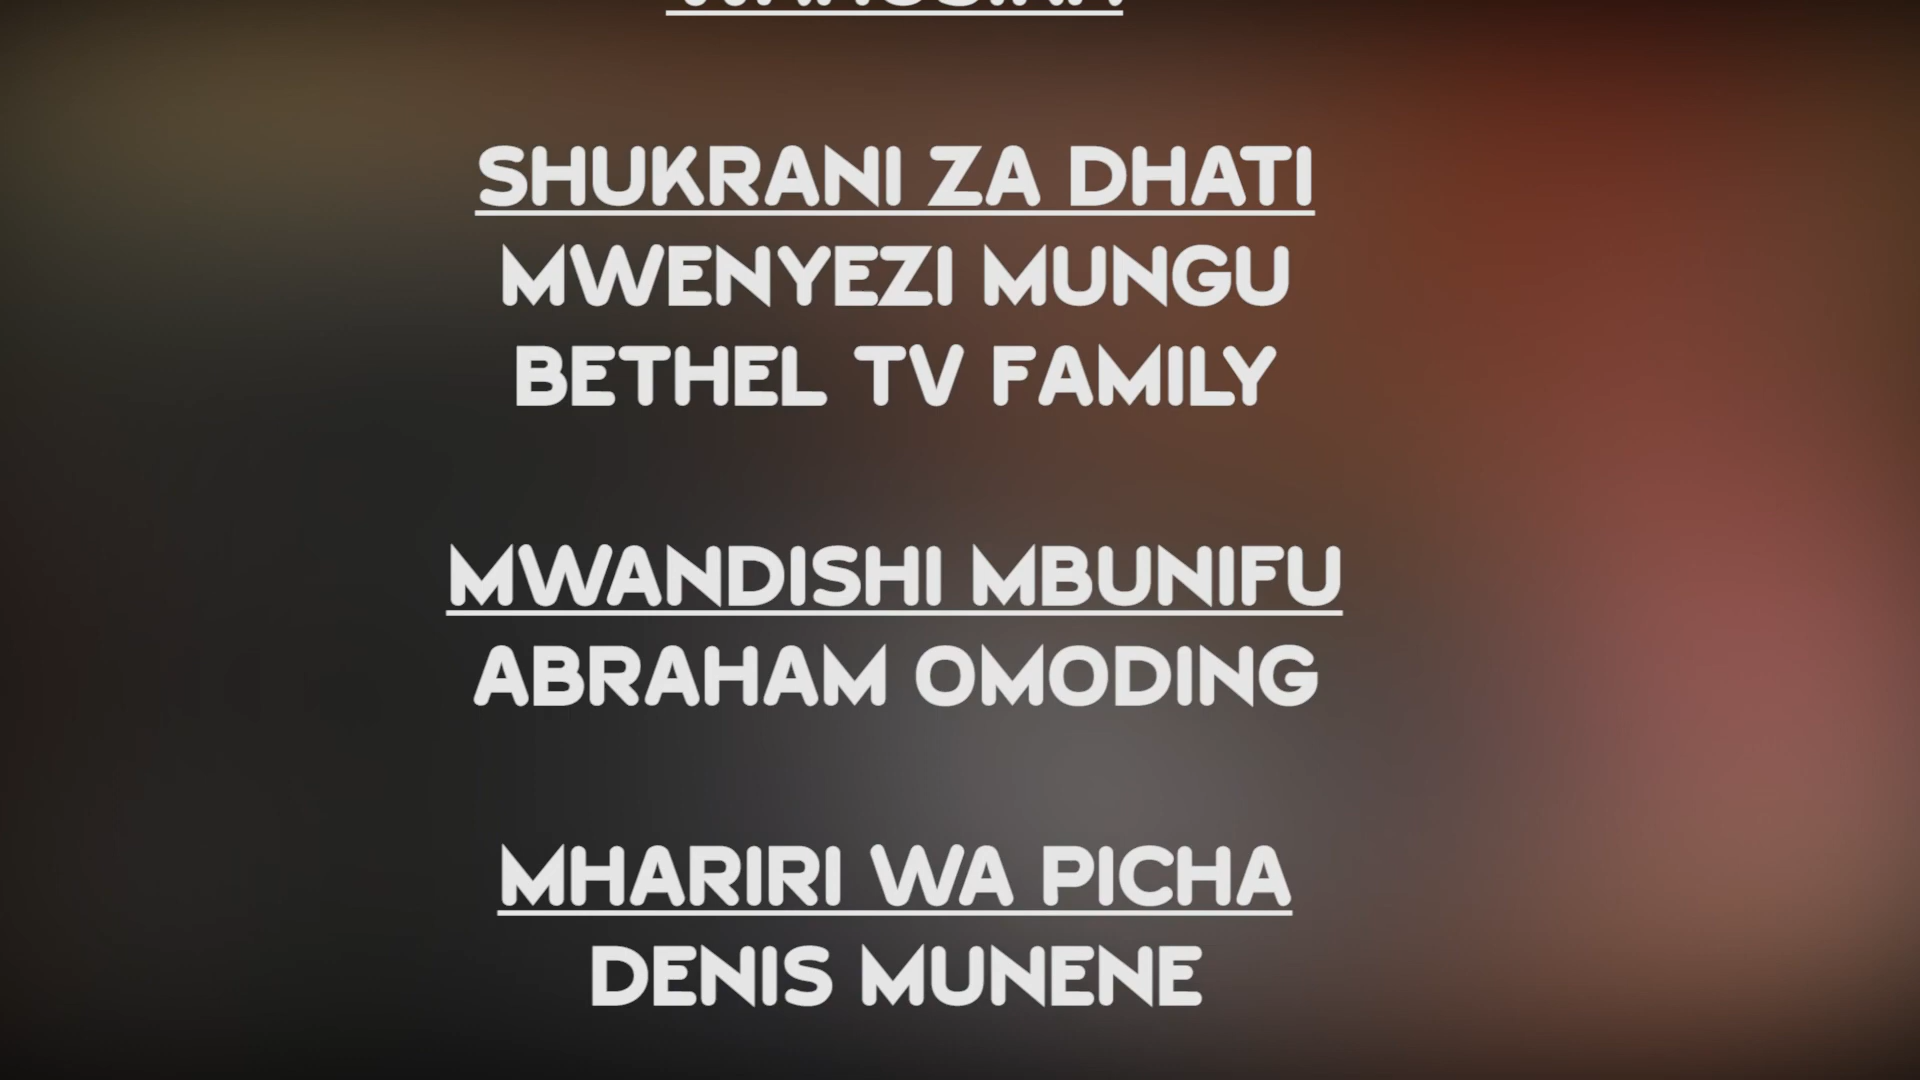 SHUKRANI ZA DHATI
MWENYEZI MUNGU
BETHEL TV FAMILY
MWANDISHI MBUNIFU
ABRAHAM OMODING
MHARIRI WA PICHA
DENIS MUNENE